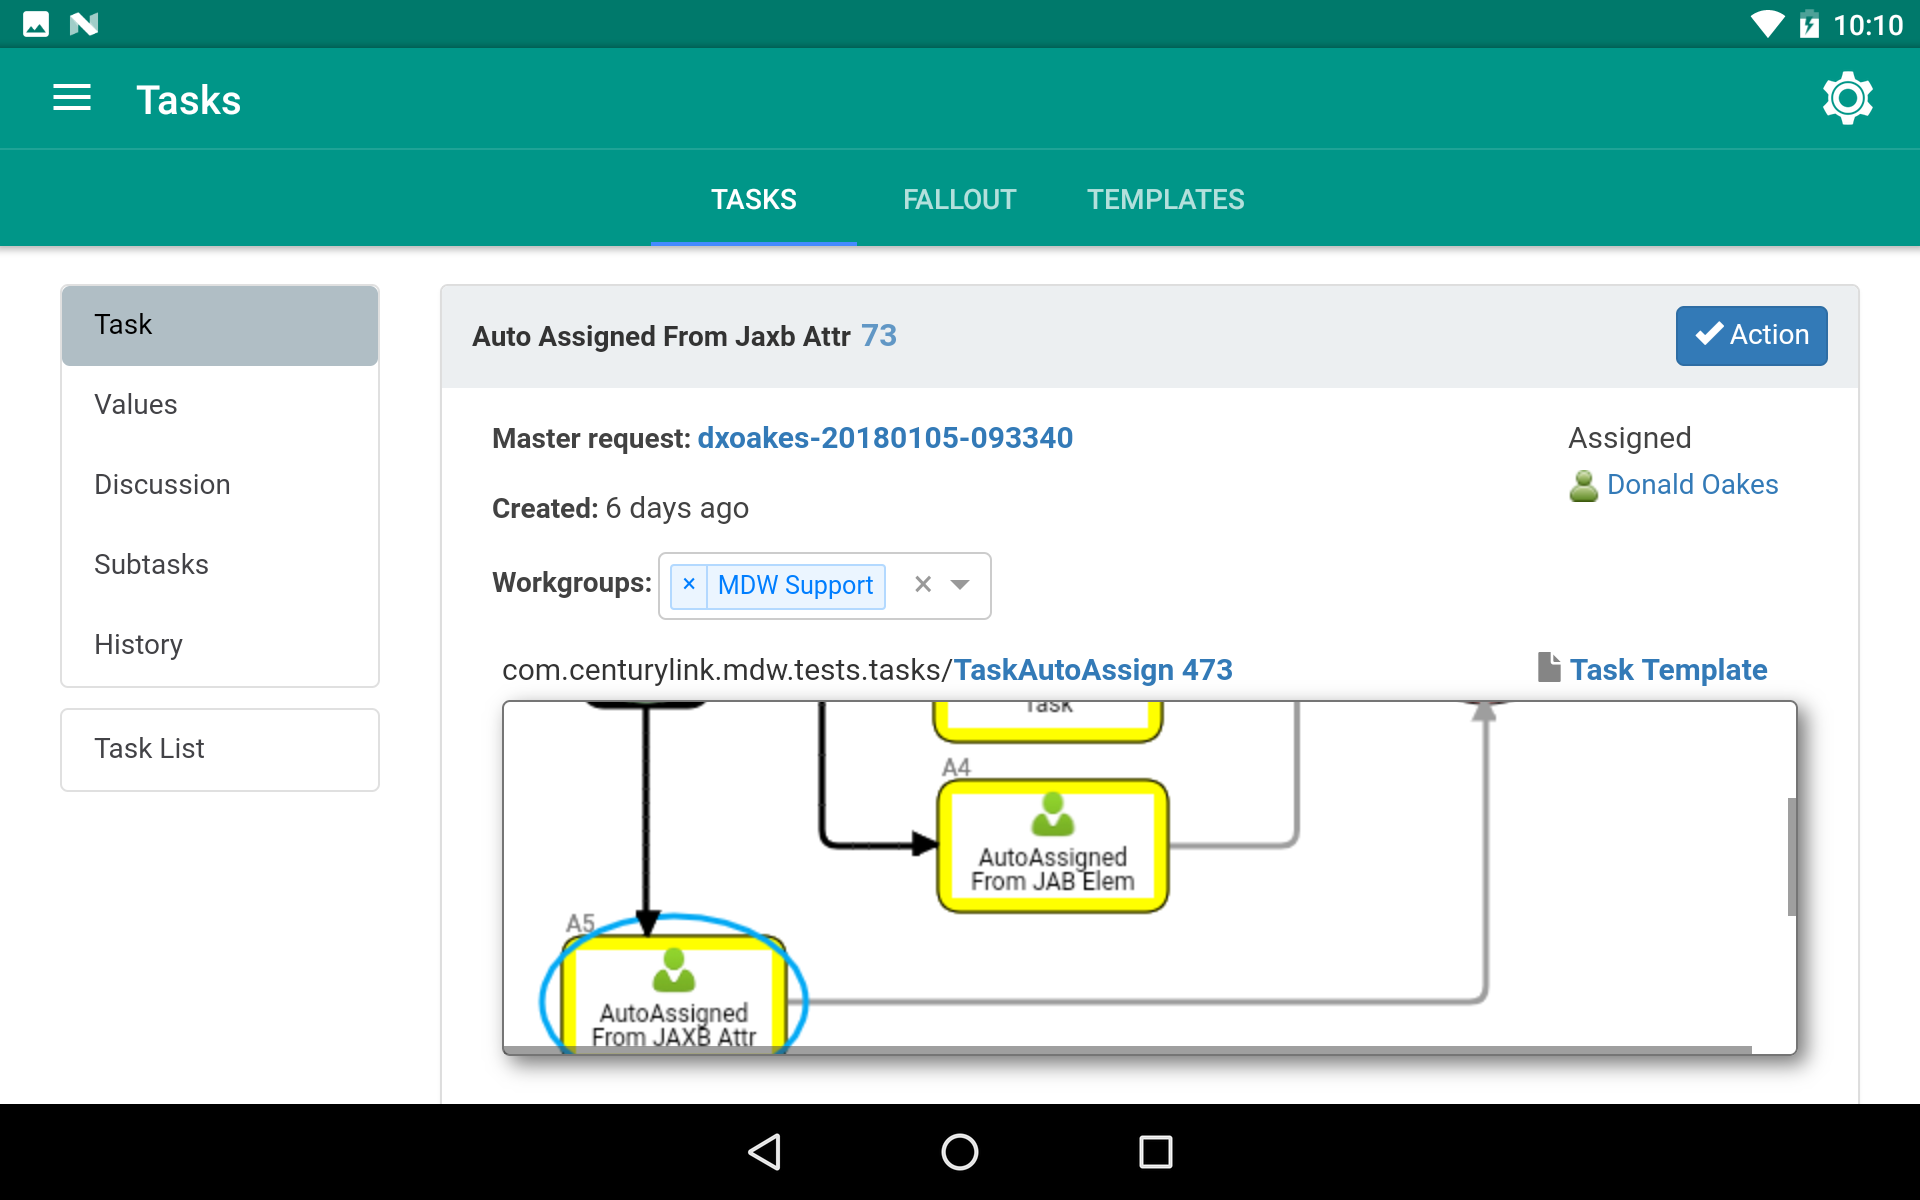 10:10
Tasks
TASKS FALLOUT TEMPLATES
Task
Values
Discussion
Subtasks
History
Task List
Auto Assigned From Jaxb Attr 73
Action
Master request: dxoakes-20180105-093340
Assigned
Donald Oakes
Created: 6 days ago
Workgroups: × MDW Support ×
com.centurylink.mdw.tests.tasks/TaskAutoAssign 473
Task Template
Task
A4
AutoAssigned
From JAB Elem
A5
AutoAssigned
From JAXB Attr